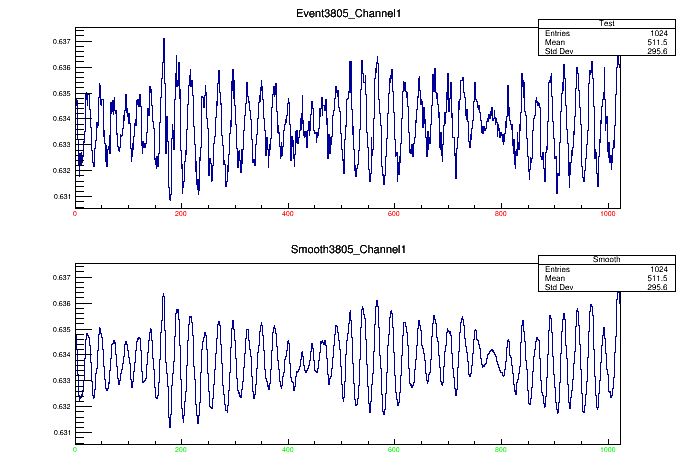 Event3805_Channel1
Test
Entries 1024
Mean 511.5
Std Dev 295.6
0.637
0.636
0.635
0.634
0.633
0.632
0.631
0 200 400 600 800 1000
Smooth3805_Channel1
Smooth
Entries 1024
Mean 511.5
Std Dev 295.6
0.637
0.636
0.635
0.634
0.633
0.632
0.631
0 200 400 600 800 1000